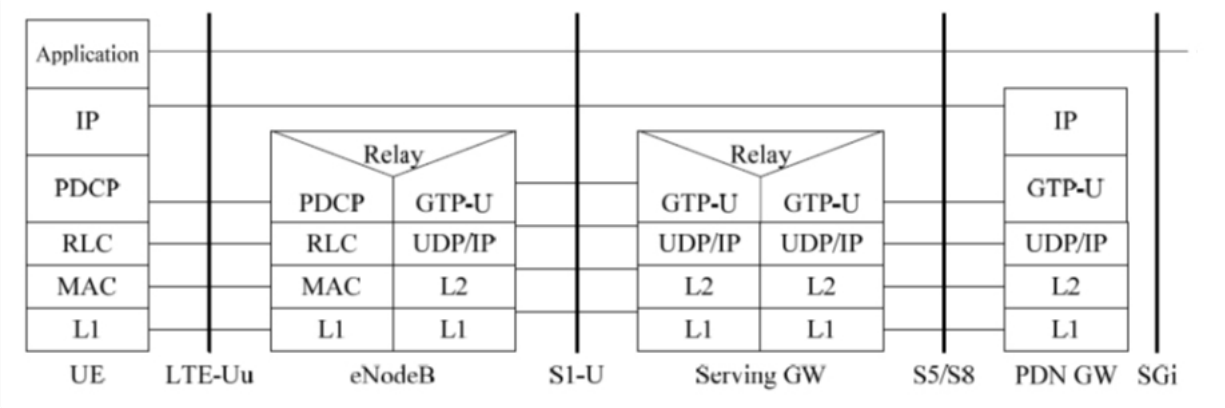 Application
IP
IP
Relay
Relay
PDCP
PDCP
GTP-U
GTP-U
GTP-U
GTP-U
RLC
RLC
UDP/IP
UDP/IP
UDP/IP
UDP/IP
MAC
MAC
L2
L2
L2
L2
L1
L1
L1
L1
L1
L1
UE
LTE-Uu
eNodeB
S1-U
Serving GW
S5/S8
PDN GW
SGi